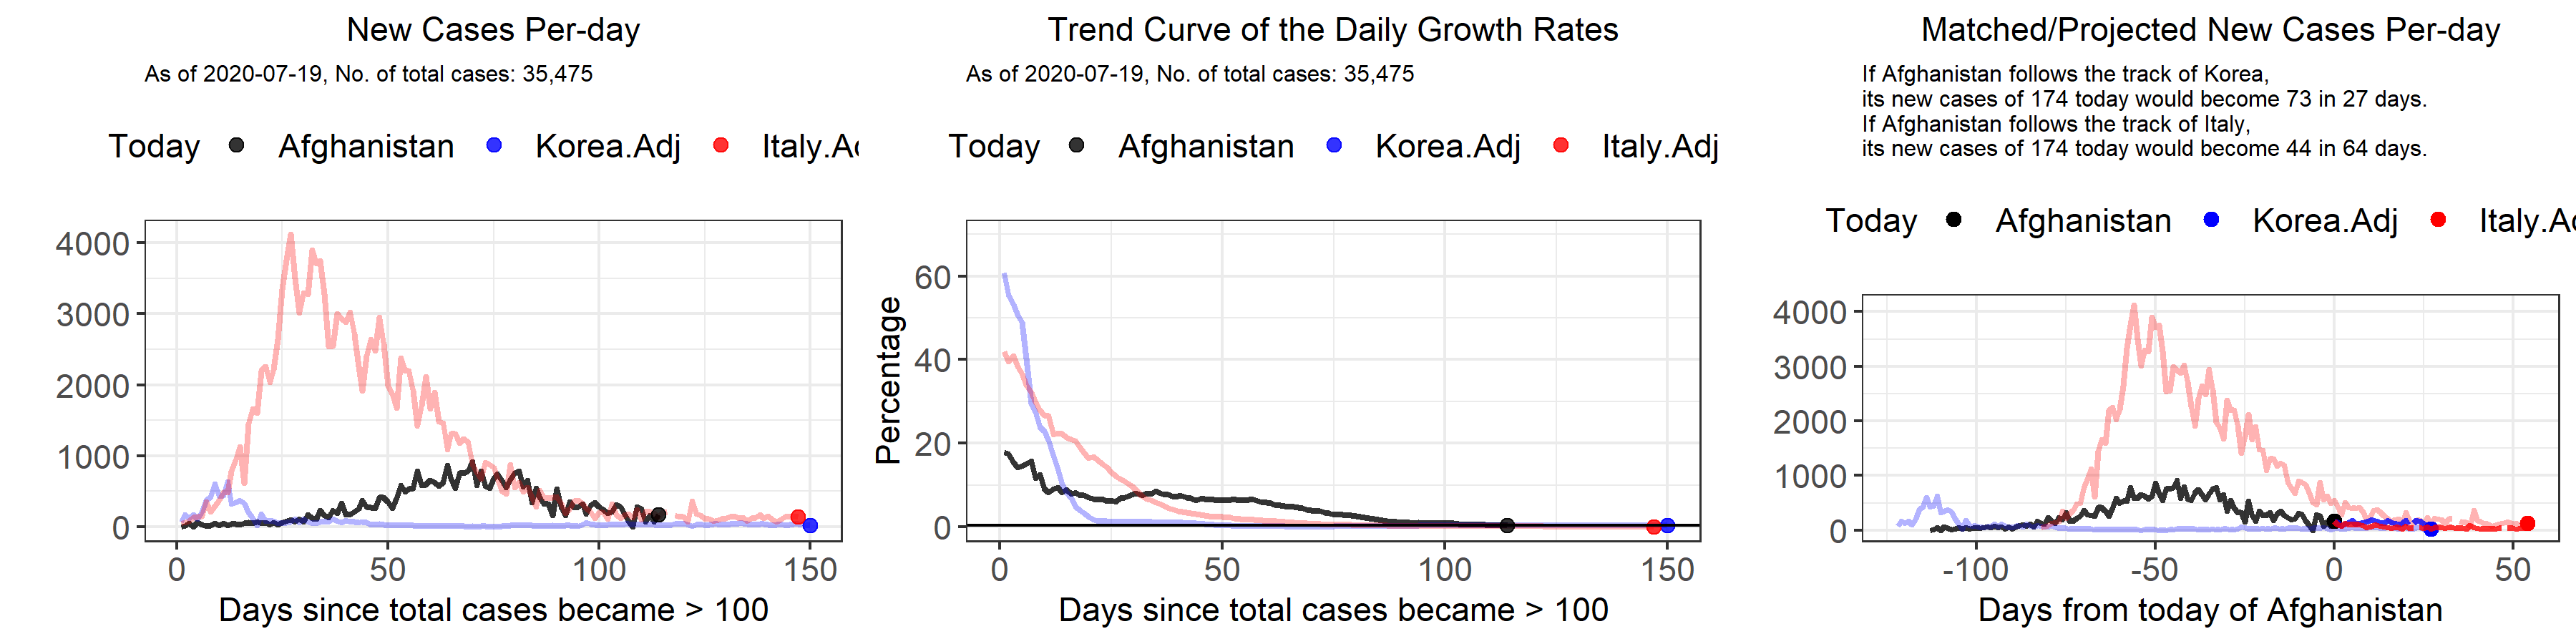 New Cases Per-day
As of 2020-07-19, No. of total cases: 35,475
Today Afghanistan Korea.Adj Italy.Ac
4000
3000
2000
1000
0
0 50 100 150
Days since total cases became > 100
Trend Curve of the Daily Growth Rates
As of 2020-07-19, No. of total cases: 35,475
Today Afghanistan Korea.Adj Italy.Adj
Percentage
60
40
20
0
0 50 100 150
Days since total cases became > 100
Matched/Projected New Cases Per-day
If Afghanistan follows the track of Korea,
its new cases of 174 today would become 73 in 27 days.
If Afghanistan follows the track of Italy,
its new cases of 174 today would become 44 in 64 days.
Today Afghanistan Korea.Adj Italy.Ac
4000
3000
2000
1000
0
-100 -50 0 50
Days from today of Afghanistan